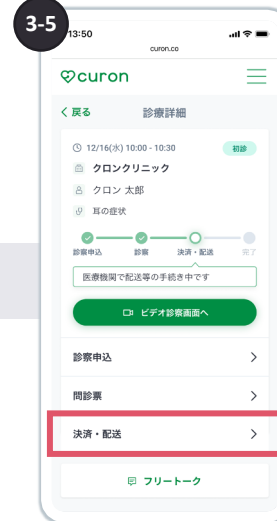 3-5
13:50
curon.co
curon
戻る
診療詳細
12/16(水) 10:00 - 10:30
初診
クロンクリニック
クロン 太郎
耳の症状
診察申込 診察 決済・配送 完了
医療機関で配送等の手続き中です
ビデオ診察画面へ
診察申込
問診票
決済・配送
フリートーク